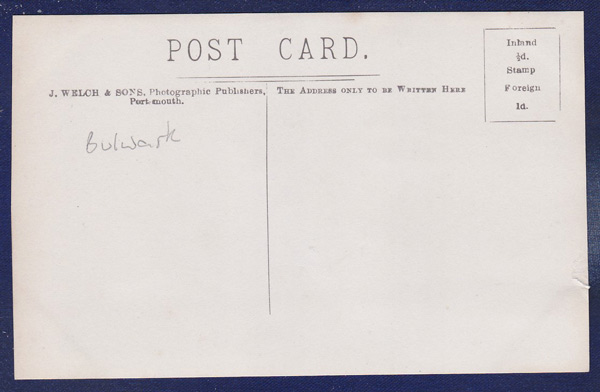 POST CARD.
Inland
½d.
Stamp
Foreign
1d.
J. WELCH & SONS, Photographic Publishers,
Portsmouth.
THE ADDRESS ONLY TO BE WRITTEN HERE
Bulwark